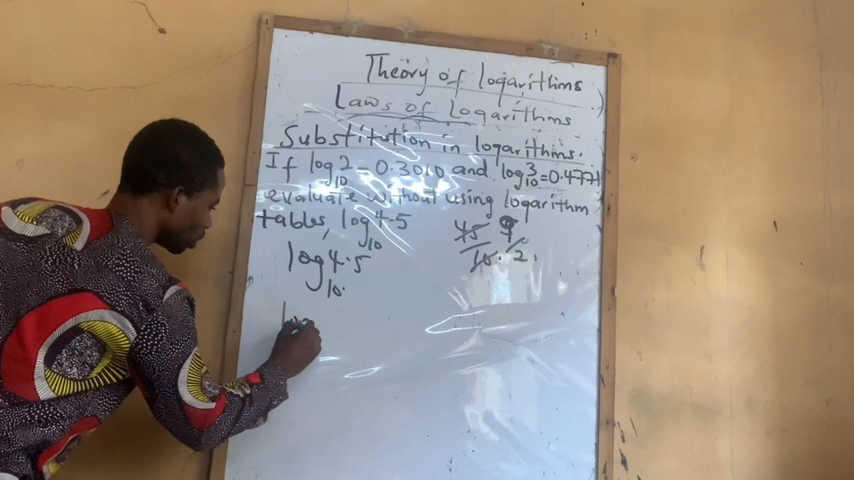 Theory of logarithms
Laws of Logarithms
Substitution in logarithms.
If log₁₀2 = 0.3010 and log₁₀3 = 0.4771
evaluate without using logarithm
tables, log₁₀4.5
45 9
10. 2.
log₁₀4.5